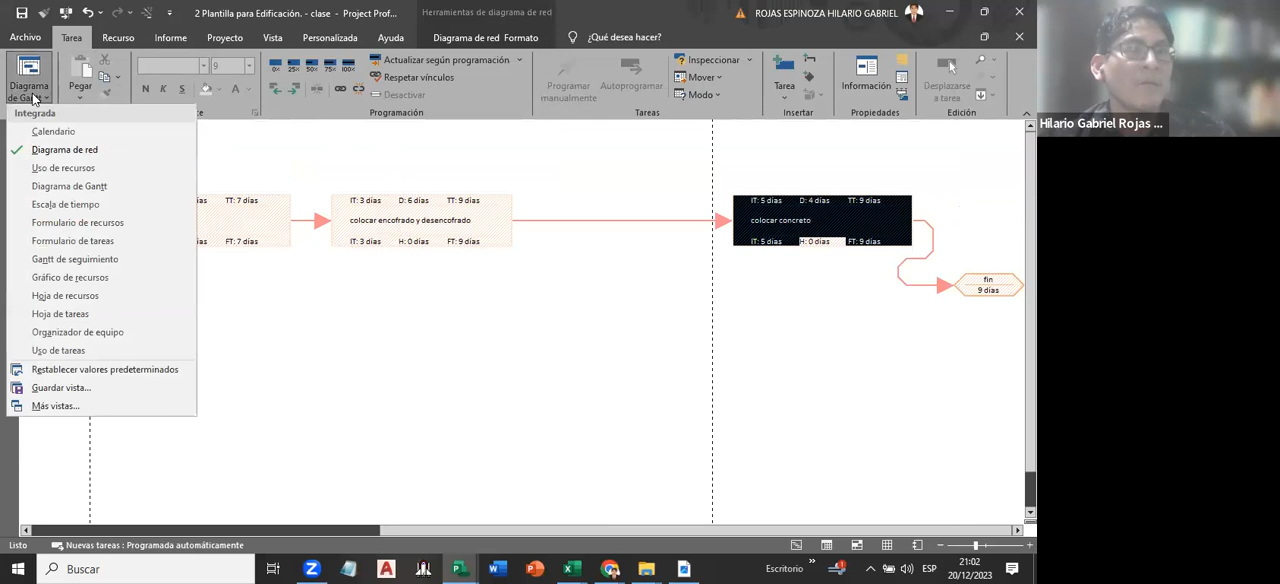 2 Plantilla para Edificación. - clase - Project Prof...
Herramientas de diagrama de red
ROJAS ESPINOZA HILARIO GABRIEL
Archivo Tarea Recurso Informe Proyecto Vista Personalizada Ayuda Diagrama de red Formato ¿Qué desea hacer?
Diagrama de Gantt
Pegar
9
N K S A
0% 25% 50% 75% 100%
Actualizar según programación
Respetar vínculos
Desactivar
Programación
Programar manualmente
Autoprogramar
Inspeccionar
Mover
Modo
Tareas
Tarea
Insertar
Información
Propiedades
Desplazarse a tarea
Edición
Hilario Gabriel Rojas ...
Integrada
Calendario
Diagrama de red
Uso de recursos
Diagrama de Gantt
Escala de tiempo
Formulario de recursos
Formulario de tareas
Gantt de seguimiento
Gráfico de recursos
Hoja de recursos
Hoja de tareas
Organizador de equipo
Uso de tareas
Restablecer valores predeterminados
Guardar vista...
Más vistas...
TT: 7 días
FT: 7 días
IT: 3 días D: 6 días TT: 9 días
colocar encofrado y desencofrado
IT: 3 días H: 0 días FT: 9 días
IT: 5 días D: 4 días TT: 9 días
colocar concreto
IT: 5 días H: 0 días FT: 9 días
fin
9 días
Listo Nuevas tareas : Programada automáticamente
Buscar
Escritorio
ESP
21:02
20/12/2023